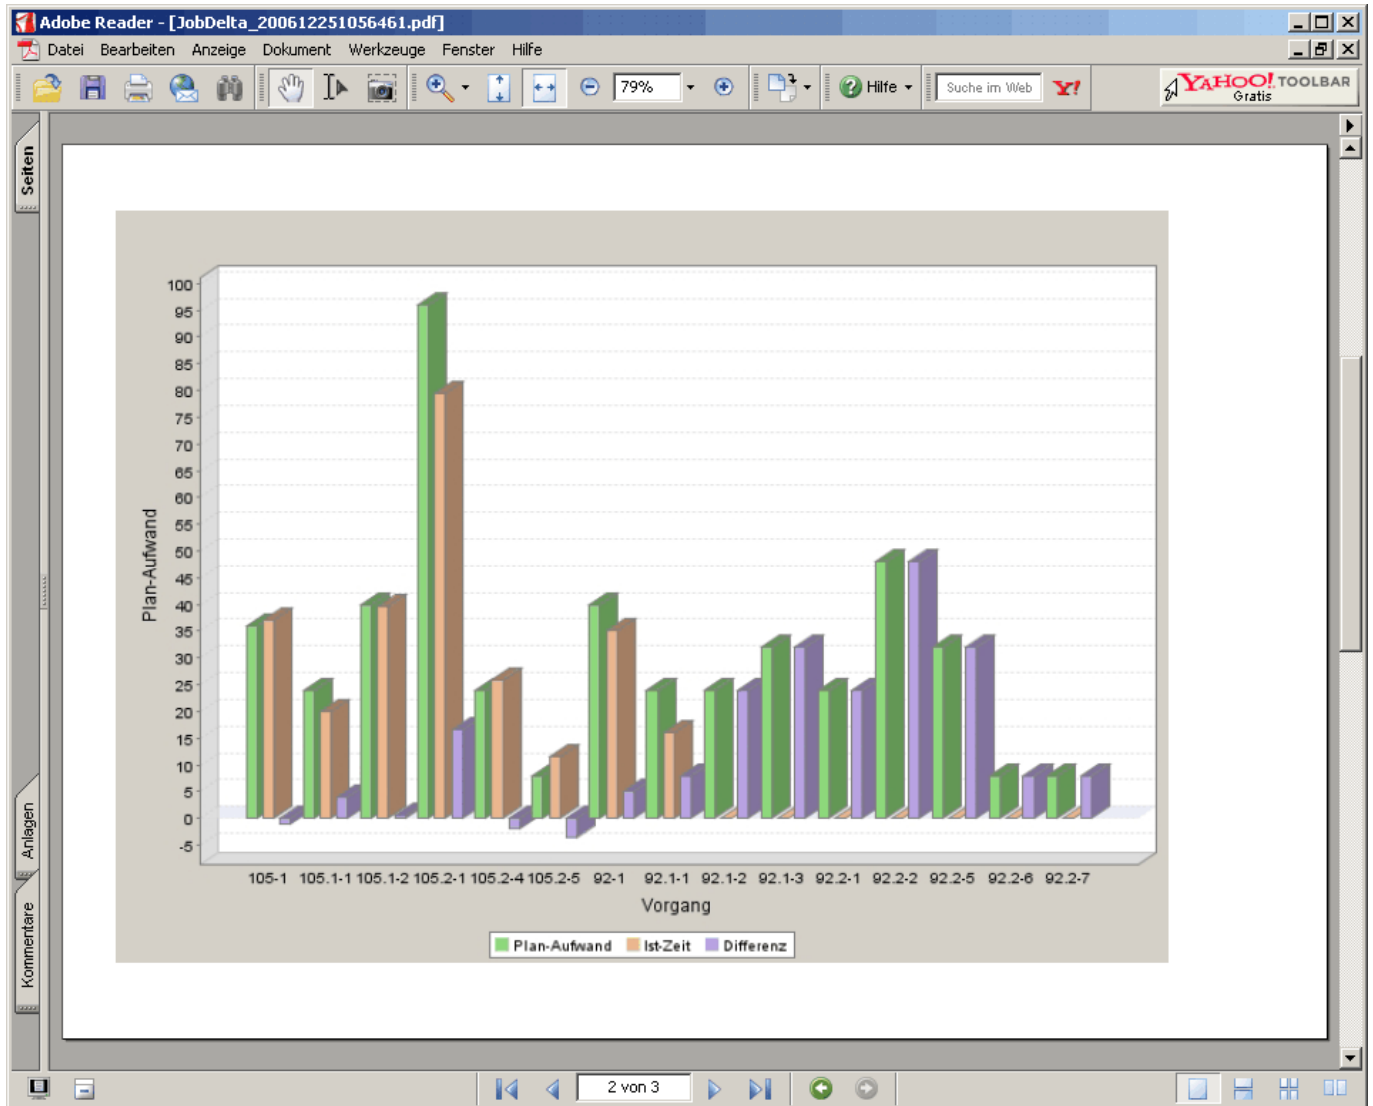 Adobe Reader - [JobDelta_200612251056461.pdf]
Datei Bearbeiten Anzeige Dokument Werkzeuge Fenster Hilfe
79% Hilfe Suche im Web Y! YAHOO! TOOLBAR
Gratis
Seiten
Anlagen
Kommentare
100
95
90
85
80
75
70
65
60
55
50
45
40
35
30
25
20
15
10
5
0
-5
Plan-Aufwand
105-1 105.1-1 105.1-2 105.2-1 105.2-4 105.2-5 92-1 92.1-1 92.1-2 92.1-3 92.2-1 92.2-2 92.2-5 92.2-6 92.2-7
Vorgang
Plan-Aufwand Ist-Zeit Differenz
2 von 3